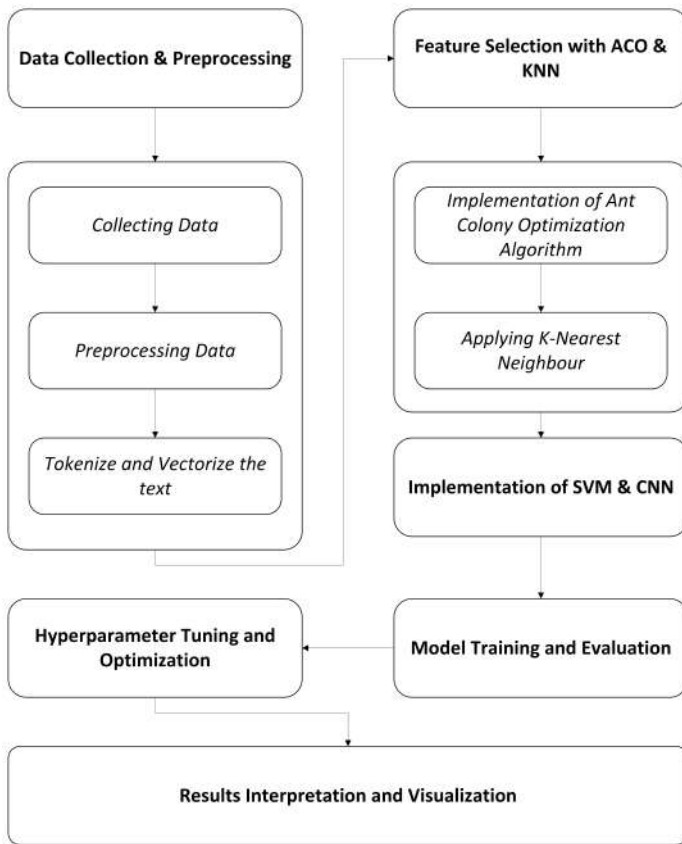 Data Collection & Preprocessing
Collecting Data
Preprocessing Data
Tokenize and Vectorize the
text
Feature Selection with ACO &
KNN
Implementation of Ant
Colony Optimization
Algorithm
Applying K-Nearest
Neighbour
Implementation of SVM & CNN
Model Training and Evaluation
Hyperparameter Tuning and
Optimization
Results Interpretation and Visualization